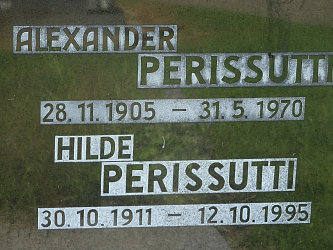 ALEXANDER
PERISSUTTI
28.11.1905 – 31.5.1970
HILDE
PERISSUTTI
30.10.1911 – 12.10.1995